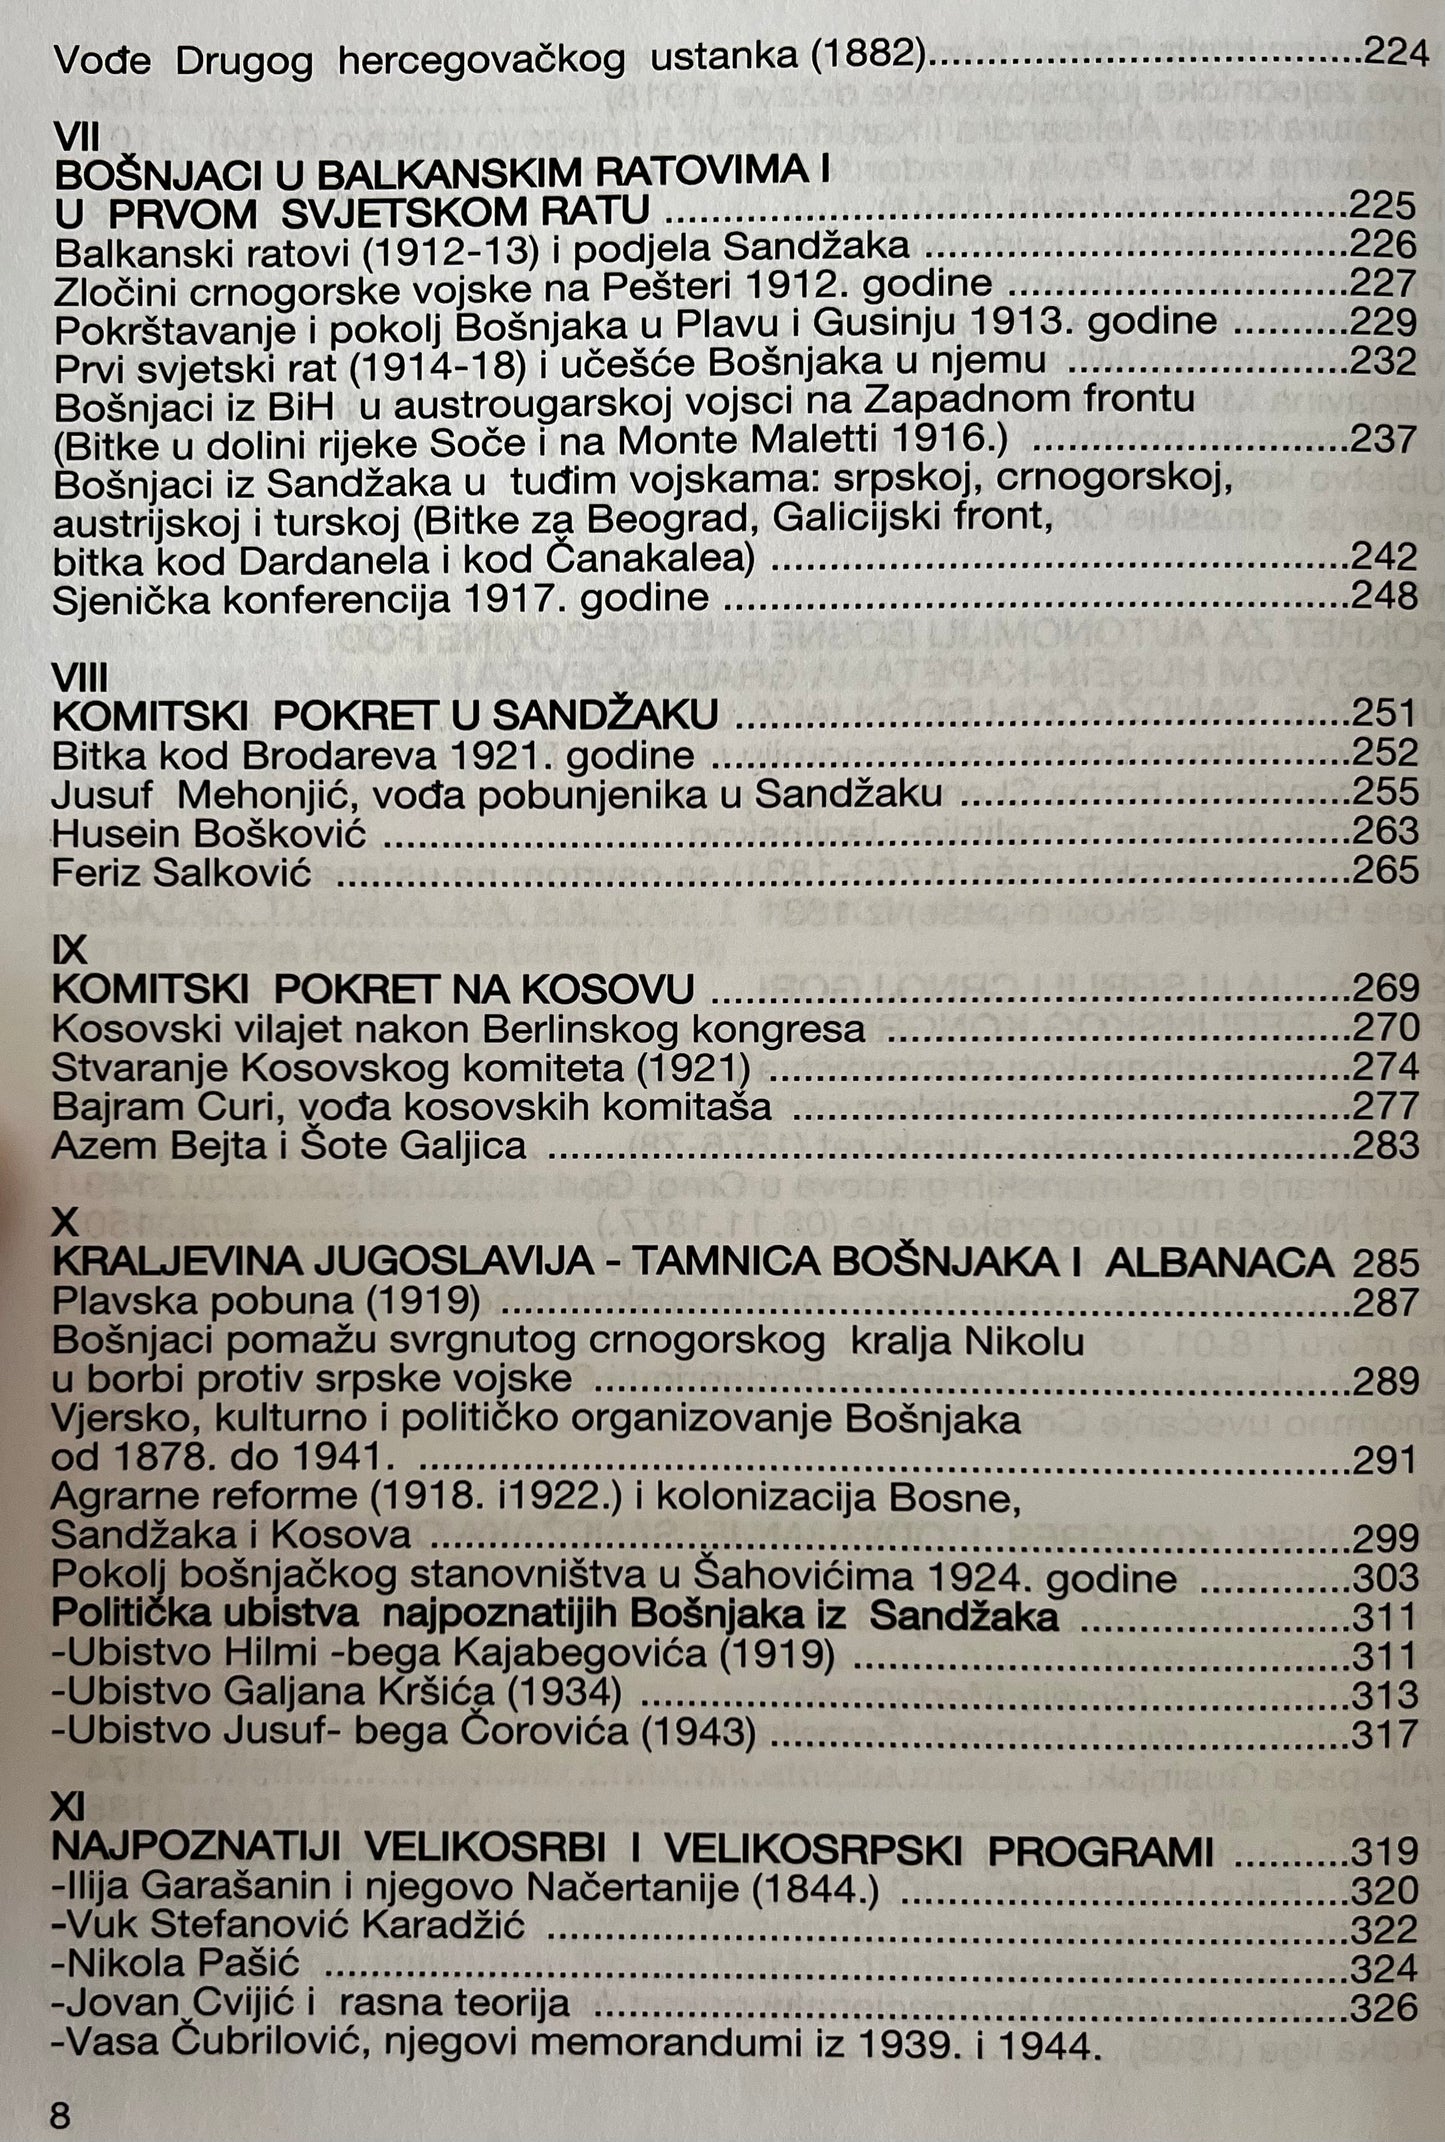 Vođe Drugog hercegovačkog ustanka (1882)....................................224
VII
BOŠNJACI U BALKANSKIM RATOVIMA I
U PRVOM SVJETSKOM RATU ..........................................................225
Balkanski ratovi (1912-13) i podjela Sandžaka ....................................226
Zločini crnogorske vojske na Pešteri 1912. godine .............................227
Pokrštavanje i pokolj Bošnjaka u Plavu i Gusinju 1913. godine ..........229
Prvi svjetski rat (1914-18) i učešće Bošnjaka u njemu ........................232
Bošnjaci iz BiH u austrougarskoj vojsci na Zapadnom frontu
(Bitke u dolini rijeke Soče i na Monte Maletti 1916.) ...........................237
Bošnjaci iz Sandžaka u tuđim vojskama: srpskoj, crnogorskoj,
austrijskoj i turskoj (Bitke za Beograd, Galicijski front,
bitka kod Dardanela i kod Čanakalea) .................................................242
Sjenička konferencija 1917. godine .....................................................248
VIII
KOMITSKI POKRET U SANDŽAKU ....................................................251
Bitka kod Brodareva 1921. godine ......................................................252
Jusuf Mehonjić, vođa pobunjenika u Sandžaku .................................255
Husein Bošković ..................................................................................263
Feriz Salković ......................................................................................265
IX
KOMITSKI POKRET NA KOSOVU ......................................................269
Kosovski vilajet nakon Berlinskog kongresa .......................................270
Stvaranje Kosovskog komiteta (1921) .................................................274
Bajram Curi, vođa kosovskih komitaša ...............................................277
Azem Bejta i Šote Galjica ....................................................................283
X
KRALJEVINA JUGOSLAVIJA - TAMNICA BOŠNJAKA I ALBANACA 285
Plavska pobuna (1919) ........................................................................287
Bošnjaci pomažu svrgnutog crnogorskog kralja Nikolu
u borbi protiv srpske vojske ................................................................289
Vjersko, kulturno i političko organizovanje Bošnjaka
od 1878. do 1941. ...............................................................................291
Agrarne reforme (1918. i1922.) i kolonizacija Bosne,
Sandžaka i Kosova ..............................................................................299
Pokolj bošnjačkog stanovništva u Šahovićima 1924. godine .............303
Politička ubistva najpoznatijih Bošnjaka iz Sandžaka .......................311
-Ubistvo Hilmi -bega Kajabegovića (1919) ..........................................311
-Ubistvo Galjana Kršića (1934) ............................................................313
-Ubistvo Jusuf- bega Čorovića (1943) .................................................317
XI
NAJPOZNATIJI VELIKOSRBI I VELIKOSRPSKI PROGRAMI ..........319
-Ilija Garašanin i njegovo Načertanije (1844.) ......................................320
-Vuk Stefanović Karadžić ....................................................................322
-Nikola Pašić .......................................................................................324
-Jovan Cvijić i rasna teorija ................................................................326
-Vasa Čubrilović, njegovi memorandumi iz 1939. i 1944.
8